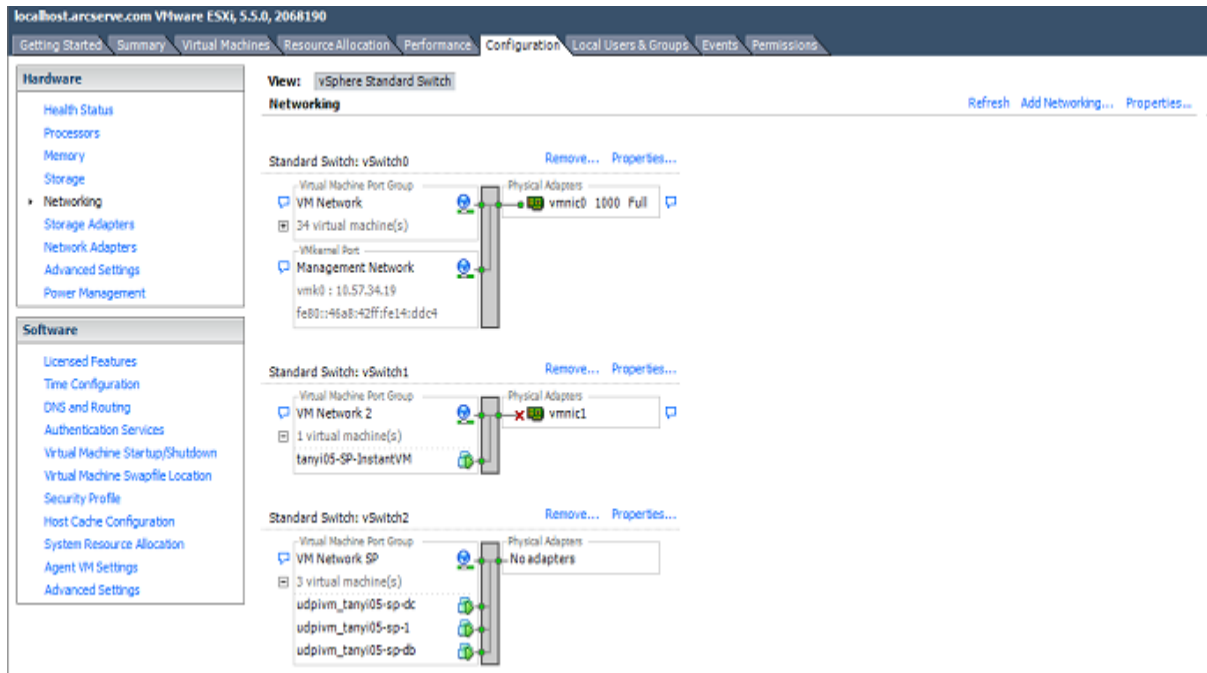 localhost.arcserve.com VMware ESXi, 5.5.0, 2068190
Getting Started Summary Virtual Machines Resource Allocation Performance Configuration Local Users & Groups Events Permissions
Hardware
Health Status
Processors
Memory
Storage
Networking
Storage Adapters
Network Adapters
Advanced Settings
Power Management
Software
Licensed Features
Time Configuration
DNS and Routing
Authentication Services
Virtual Machine Startup/Shutdown
Virtual Machine Swapfile Location
Security Profile
Host Cache Configuration
System Resource Allocation
Agent VM Settings
Advanced Settings
View: vSphere Standard Switch
Networking
Refresh Add Networking... Properties...
Standard Switch: vSwitch0 Remove... Properties...
Virtual Machine Port Group Physical Adapters
VM Network vmnic0 1000 Full
34 virtual machine(s)
VMkernel Port
Management Network
vmk0 : 10.57.34.19
fe80::46a8:42ff:fe14:ddc4
Standard Switch: vSwitch1 Remove... Properties...
Virtual Machine Port Group Physical Adapters
VM Network 2 vmnic1
1 virtual machine(s)
tanyi05-SP-InstantVM
Standard Switch: vSwitch2 Remove... Properties...
Virtual Machine Port Group Physical Adapters
VM Network SP No adapters
3 virtual machine(s)
udpivm_tanyi05-sp-dc
udpivm_tanyi05-sp-1
udpivm_tanyi05-sp-db